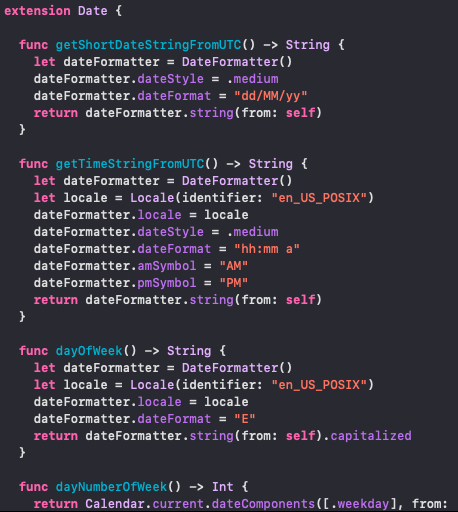 extension Date {
func getShortDateStringFromUTC() -> String {
let dateFormatter = DateFormatter()
dateFormatter.dateStyle = .medium
dateFormatter.dateFormat = "dd/MM/yy"
return dateFormatter.string(from: self)
}
func getTimeStringFromUTC() -> String {
let dateFormatter = DateFormatter()
let locale = Locale(identifier: "en_US_POSIX")
dateFormatter.locale = locale
dateFormatter.dateStyle = .medium
dateFormatter.dateFormat = "hh:mm a"
dateFormatter.amSymbol = "AM"
dateFormatter.pmSymbol = "PM"
return dateFormatter.string(from: self)
}
func dayOfWeek() -> String {
let dateFormatter = DateFormatter()
let locale = Locale(identifier: "en_US_POSIX")
dateFormatter.locale = locale
dateFormatter.dateFormat = "E"
return dateFormatter.string(from: self).capitalized
}
func dayNumberOfWeek() -> Int {
return Calendar.current.dateComponents([.weekday], from: